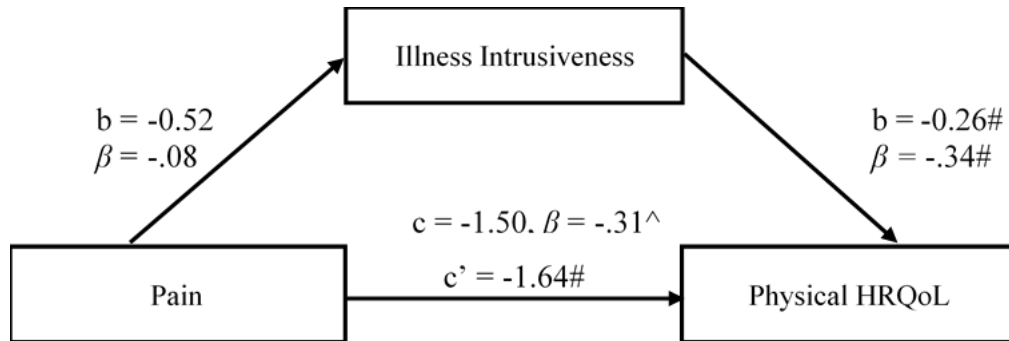 Illness Intrusiveness
b = -0.52
β = -.08
b = -0.26#
β = -.34#
c = -1.50, β = -.31^
c’ = -1.64#
Pain
Physical HRQoL